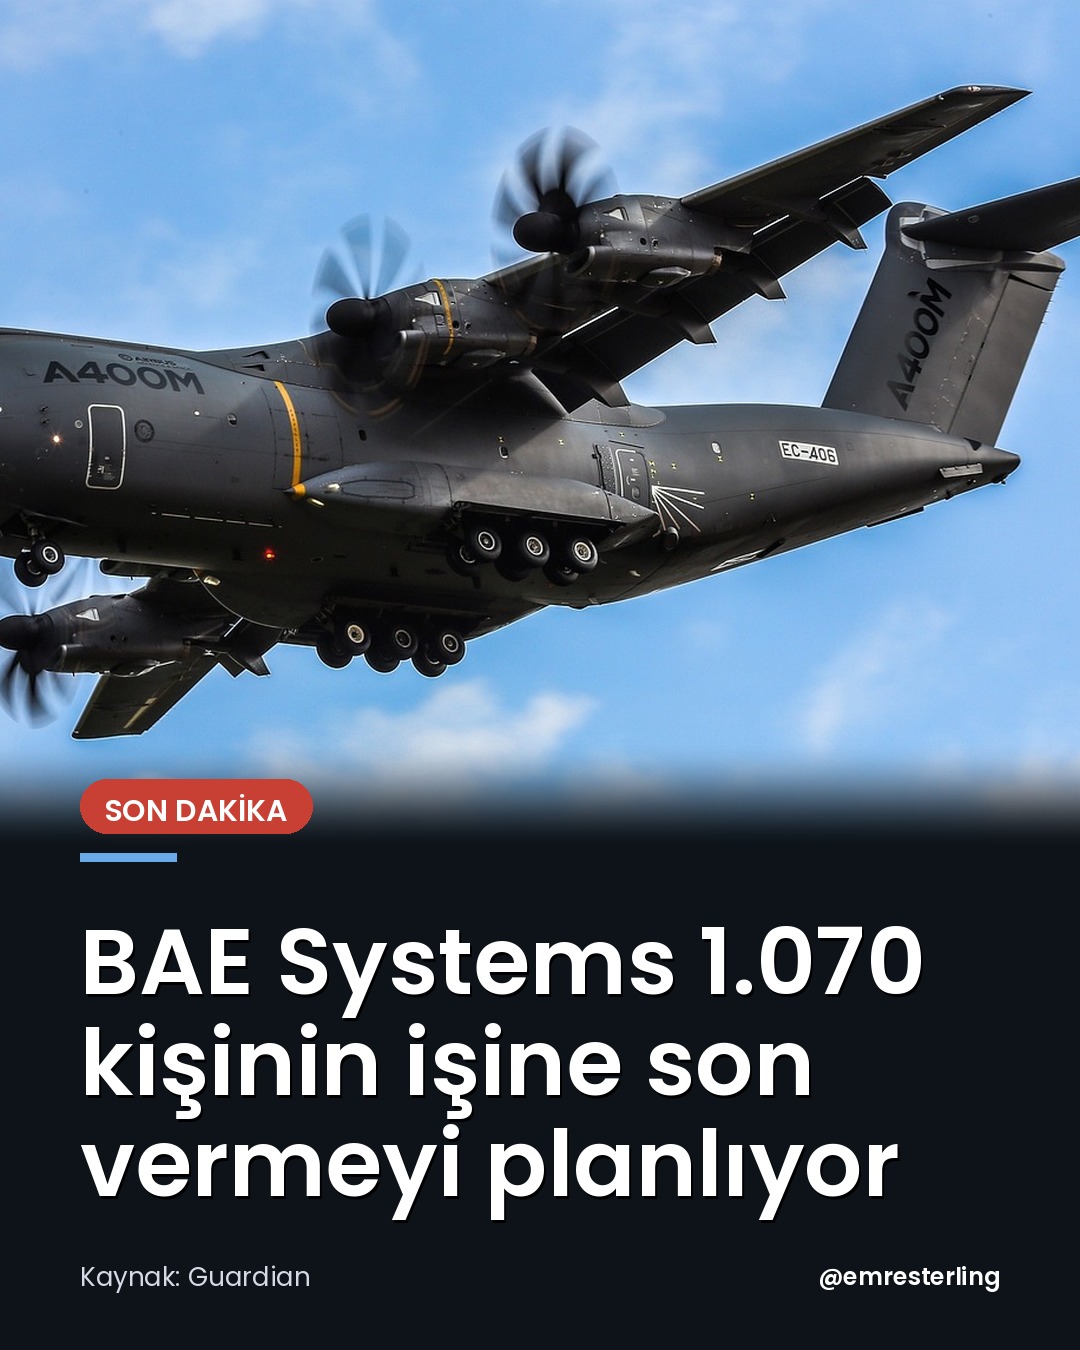 AIRBUS
A400M
A400M
EC-406
SON DAKİKA
BAE Systems 1.070
kişinin işine son
vermeyi planlıyor
Kaynak: Guardian
@emresterling